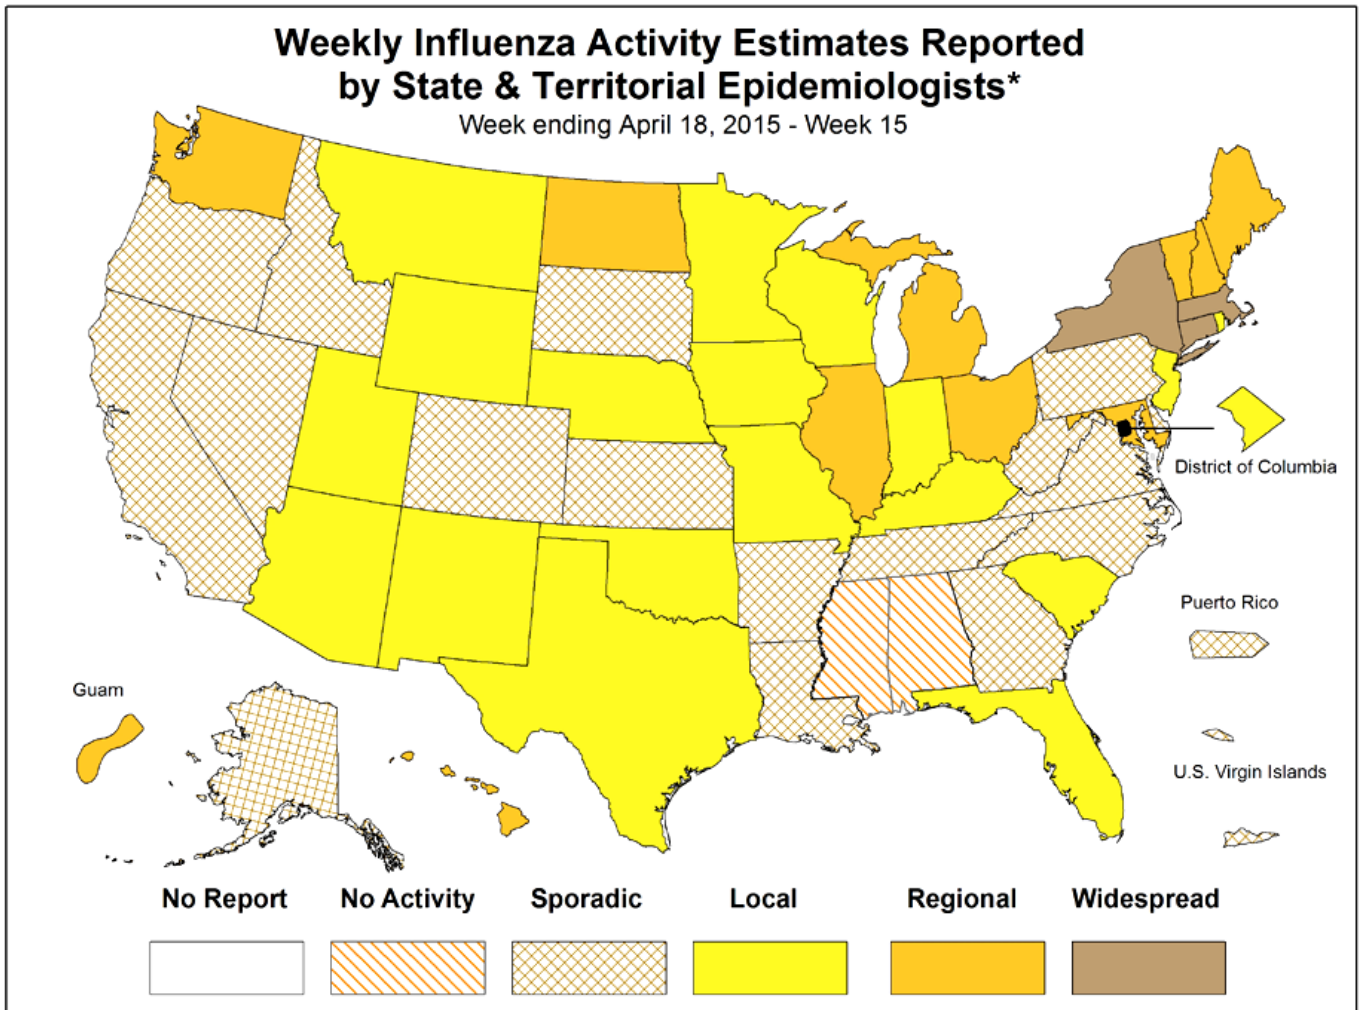 Weekly Influenza Activity Estimates Reported
by State & Territorial Epidemiologists*
Week ending April 18, 2015 - Week 15
District of Columbia
Puerto Rico
Guam
U.S. Virgin Islands
No Report
No Activity
Sporadic
Local
Regional
Widespread